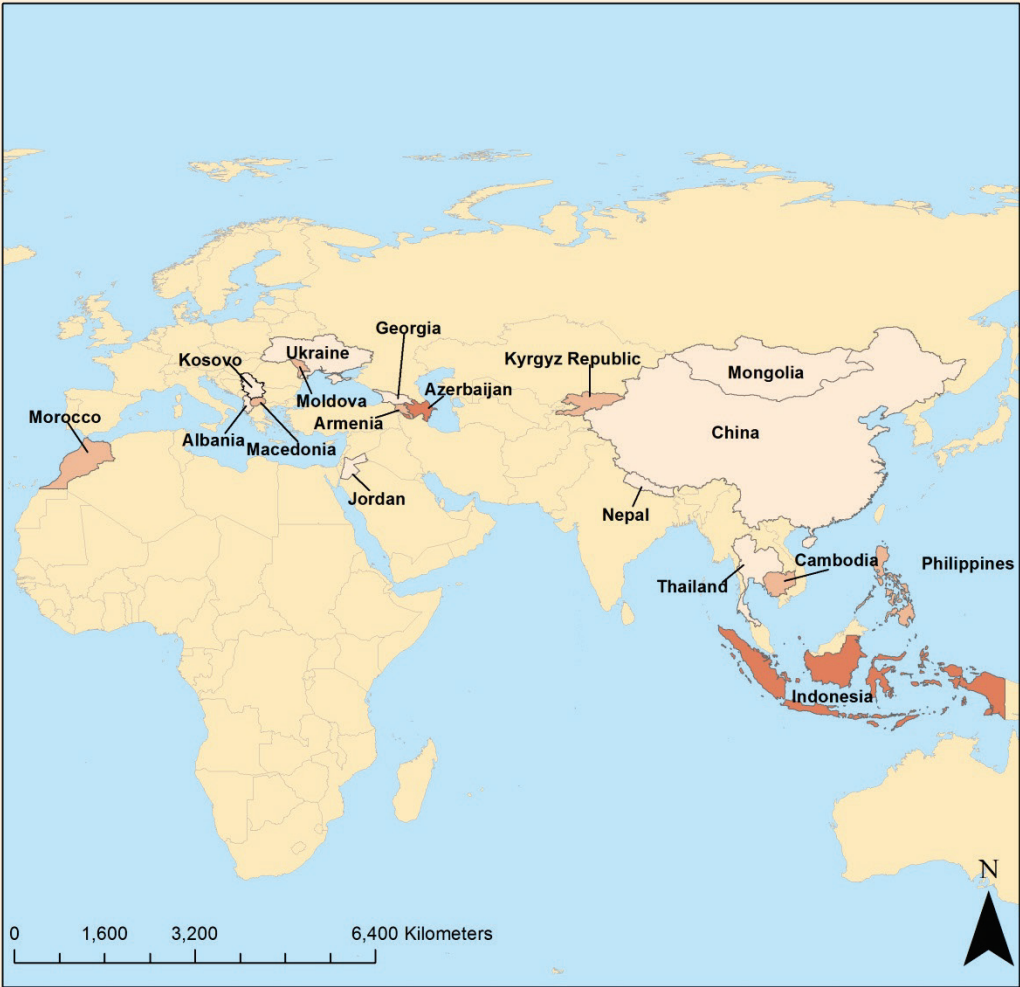 Georgia
Kosovo
Ukraine
Kyrgyz Republic
Mongolia
Moldova
Azerbaijan
Morocco
Armenia
China
Albania
Macedonia
Jordan
Nepal
Cambodia
Philippines
Thailand
Indonesia
N
0 1,600 3,200 6,400 Kilometers